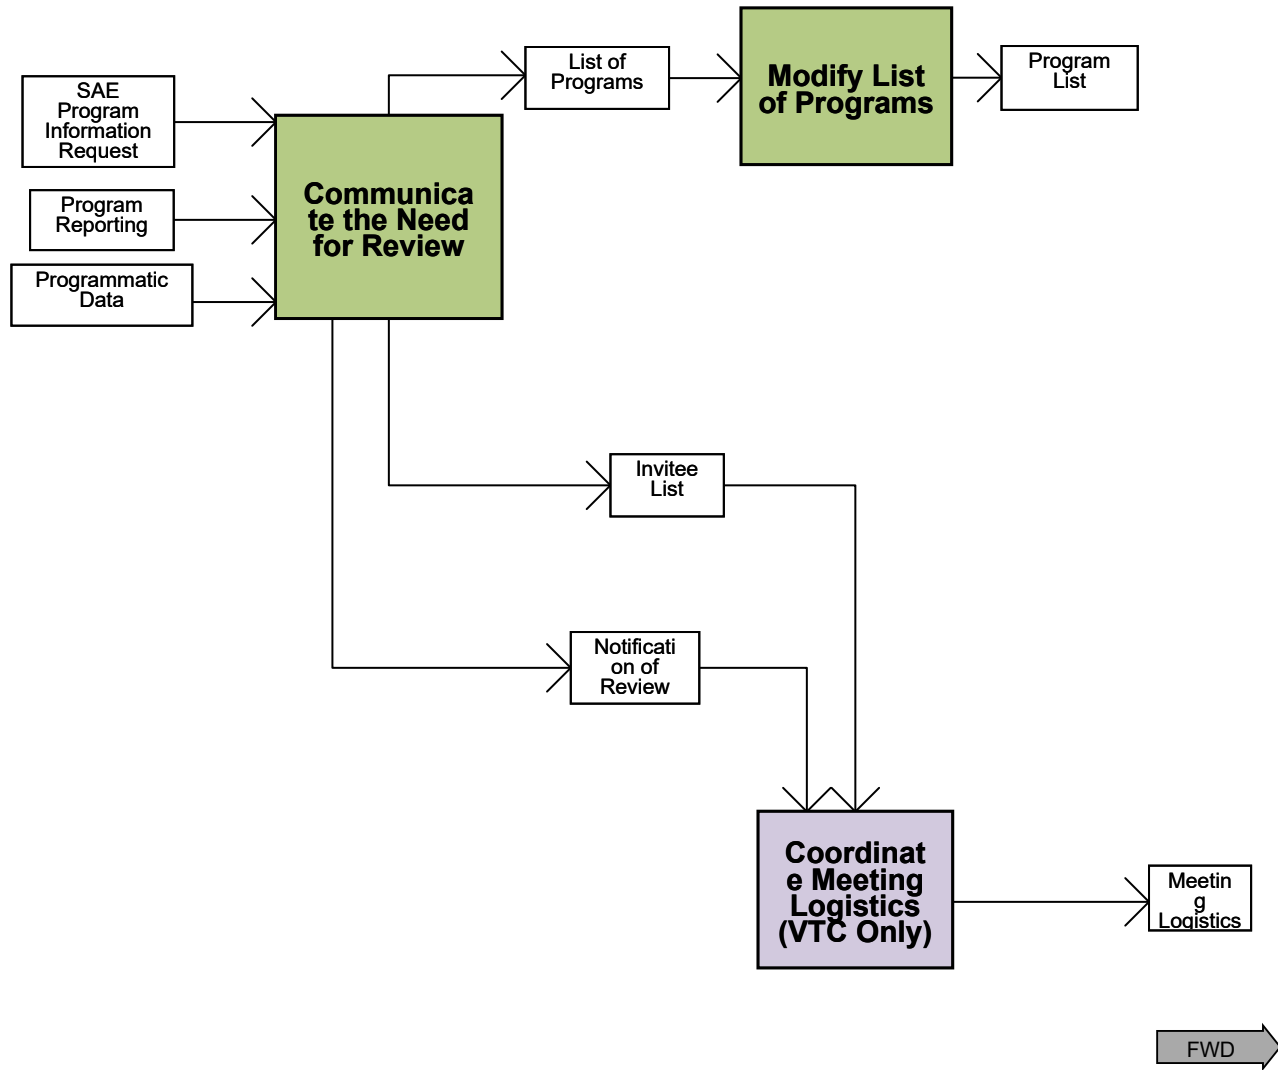 SAE
Program
Information
Request
Program
Reporting
Programmatic
Data
Communica
te the Need
for Review
List of
Programs
Modify List
of Programs
Program
List
Invitee
List
Notificati
on of
Review
Coordinat
e Meeting
Logistics
(VTC Only)
Meetin
g
Logistics
FWD